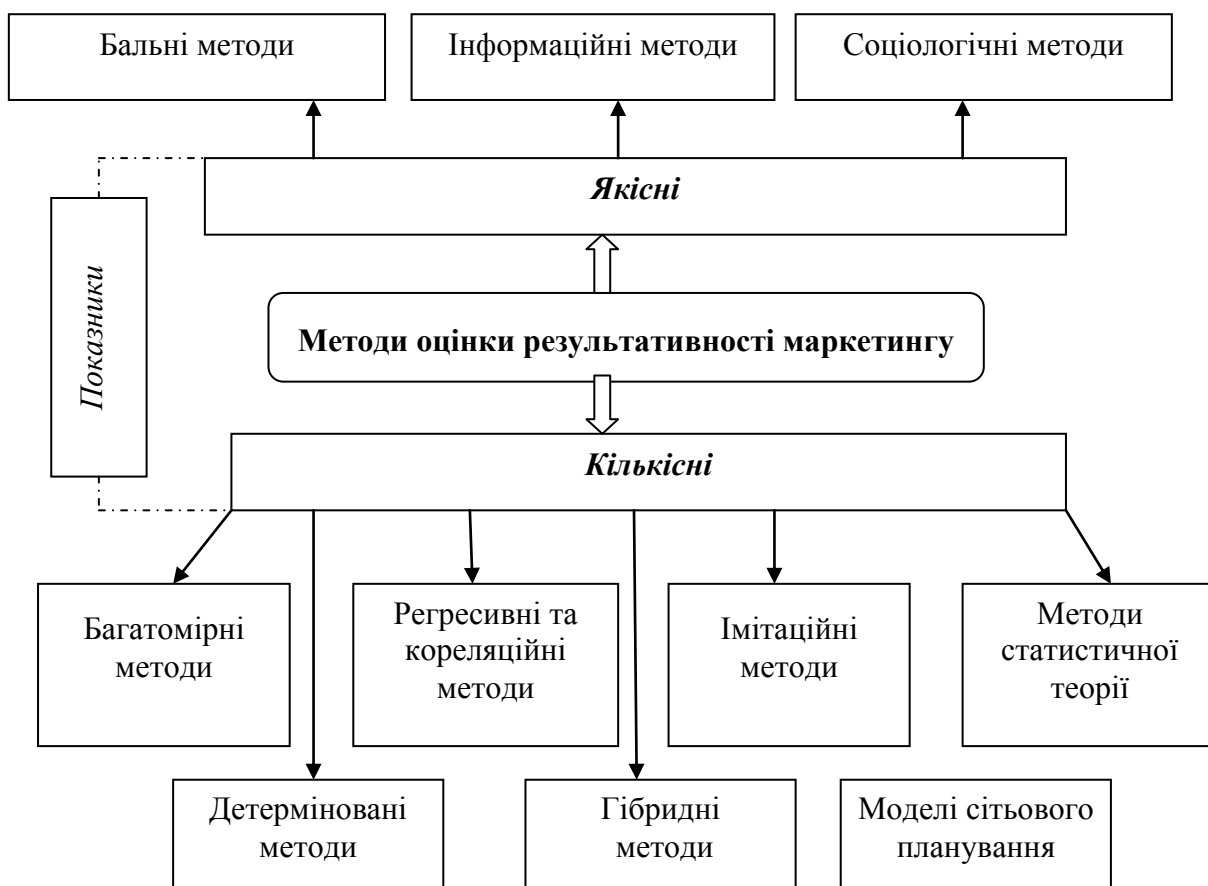 Бальні методи
Інформаційні методи
Соціологічні методи
Якісні
Показники
Методи оцінки результативності маркетингу
Кількісні
Багатомірні
методи
Регресивні та
кореляційні
методи
Імітаційні
методи
Методи
статистичної
теорії
Детерміновані
методи
Гібридні
методи
Моделі сітьового
планування